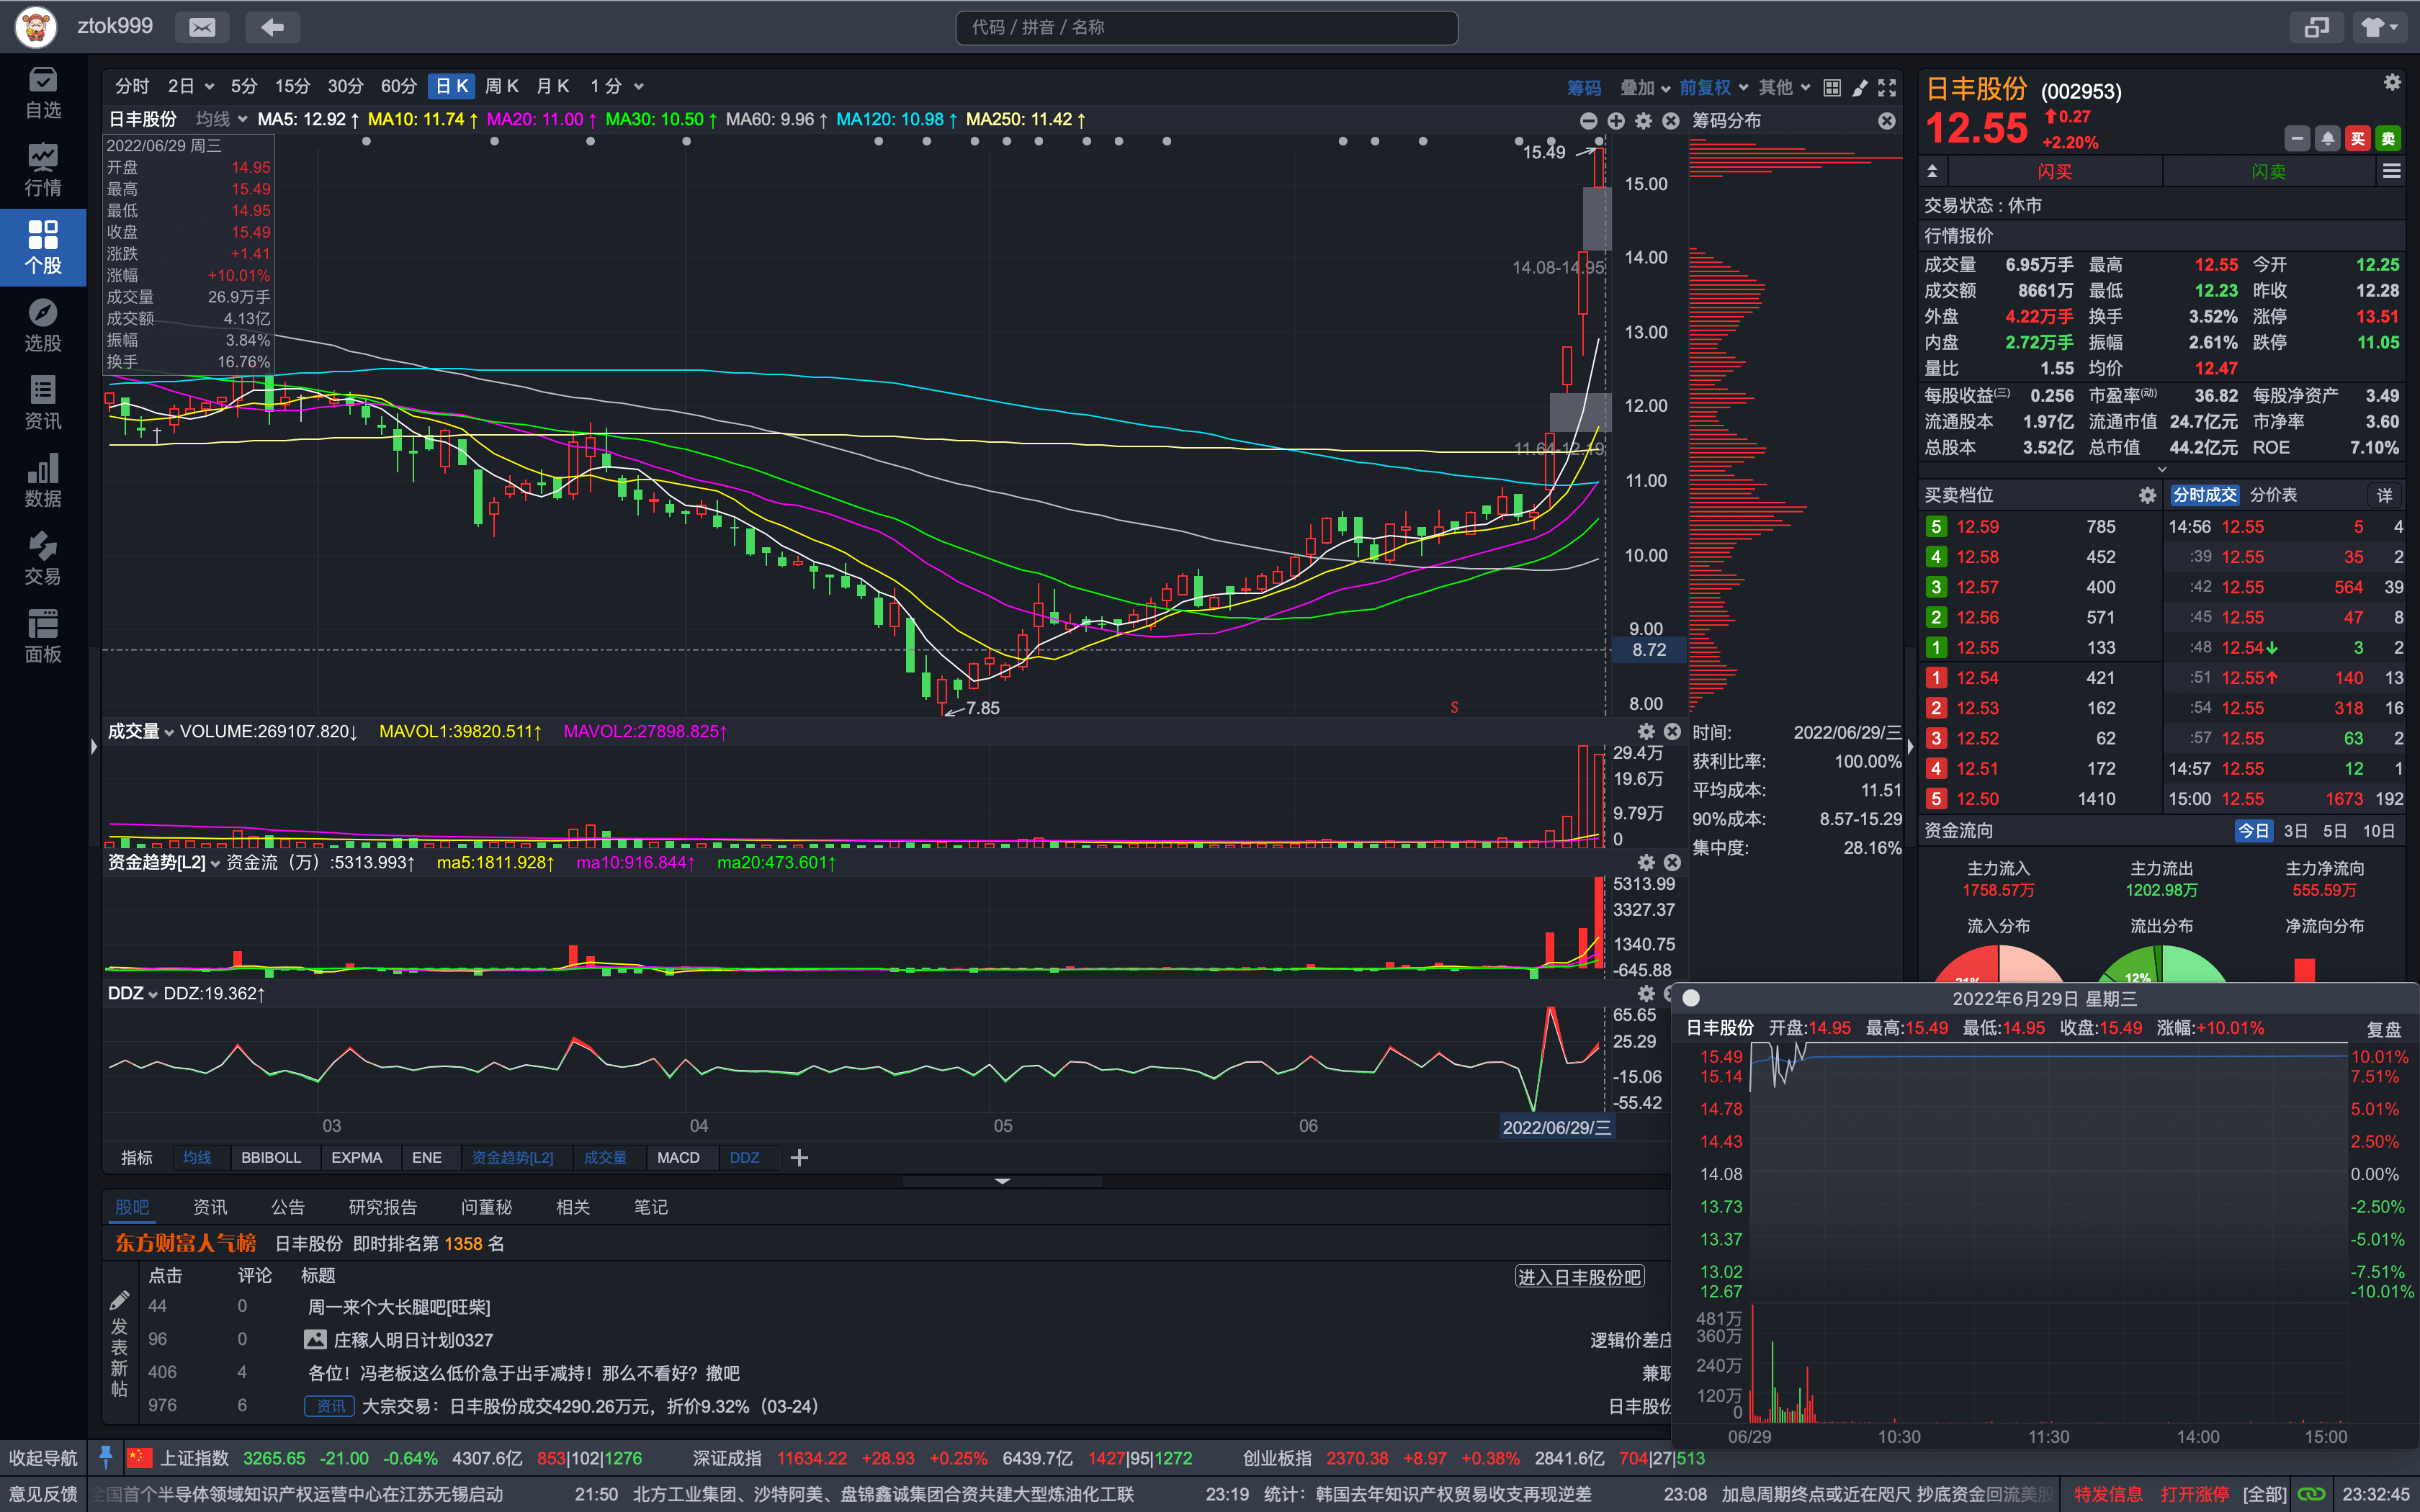 ztok999
代码 / 拼音 / 名称
自选
行情
个股
选股
资讯
数据
交易
面板
分时 2日 5分 15分 30分 60分 日K 周K 月K 1分
筹码 叠加 前复权 其他
日丰股份 均线 MA5: 12.92↑ MA10: 11.74↑ MA20: 11.00↑ MA30: 10.50↑ MA60: 9.96↑ MA120: 10.98↑ MA250: 11.42↑
筹码分布
2022/06/29 周三
开盘 14.95
最高 15.49
最低 14.95
收盘 15.49
涨跌 +1.41
涨幅 +10.01%
成交量 26.9万手
成交额 4.13亿
振幅 3.84%
换手 16.76%
15.49
14.08-14.95
11.64-12.19
7.85
S
15.00
14.00
13.00
12.00
11.00
10.00
9.00
8.72
8.00
成交量 VOLUME:269107.820↓ MAVOL1:39820.511↑ MAVOL2:27898.825↑
29.4万
19.6万
9.79万
0
资金趋势[L2] 资金流（万）:5313.993↑ ma5:1811.928↑ ma10:916.844↑ ma20:473.601↑
5313.99
3327.37
1340.75
-645.88
DDZ DDZ:19.362↑
65.65
25.29
-15.06
-55.42
03 04 05 06 2022/06/29/三
指标 均线 BBIBOLL EXPMA ENE 资金趋势[L2] 成交量 MACD DDZ
时间: 2022/06/29/三
获利比率: 100.00%
平均成本: 11.51
90%成本: 8.57-15.29
集中度: 28.16%
股吧 资讯 公告 研究报告 问董秘 相关 笔记
东方财富人气榜 日丰股份 即时排名第 1358 名
点击 评论 标题
进入日丰股份吧
发表新帖
44 0 周一来个大长腿吧[旺柴]
96 0 庄稼人明日计划0327 逻辑价差庄
406 4 各位！冯老板这么低价急于出手减持！那么不看好？撤吧 兼职
976 6 资讯 大宗交易：日丰股份成交4290.26万元，折价9.32%（03-24） 日丰股份
日丰股份 (002953)
12.55 0.27
+2.20%
买 卖
闪买 闪卖
交易状态 : 休市
行情报价
成交量 6.95万手 最高 12.55 今开 12.25
成交额 8661万 最低 12.23 昨收 12.28
外盘 4.22万手 换手 3.52% 涨停 13.51
内盘 2.72万手 振幅 2.61% 跌停 11.05
量比 1.55 均价 12.47
每股收益(三) 0.256 市盈率(动) 36.82 每股净资产 3.49
流通股本 1.97亿 流通市值 24.7亿元 市净率 3.60
总股本 3.52亿 总市值 44.2亿元 ROE 7.10%
买卖档位
5 12.59 785
4 12.58 452
3 12.57 400
2 12.56 571
1 12.55 133
1 12.54 421
2 12.53 162
3 12.52 62
4 12.51 172
5 12.50 1410
分时成交 分价表 详
14:56 12.55 5 4
:39 12.55 35 2
:42 12.55 564 39
:45 12.55 47 8
:48 12.54↓ 3 2
:51 12.55↑ 140 13
:54 12.55 318 16
:57 12.55 63 2
14:57 12.55 12 1
15:00 12.55 1673 192
资金流向 今日 3日 5日 10日
主力流入 主力流出 主力净流向
1758.57万 1202.98万 555.59万
流入分布 流出分布 净流向分布
21% 12%
2022年6月29日 星期三
日丰股份 开盘:14.95 最高:15.49 最低:14.95 收盘:15.49 涨幅:+10.01% 复盘
15.49 10.01%
15.14 7.51%
14.78 5.01%
14.43 2.50%
14.08 0.00%
13.73 -2.50%
13.37 -5.01%
13.02 -7.51%
12.67 -10.01%
481万
360万
240万
120万
0
06/29 10:30 11:30 14:00 15:00
收起导航 上证指数 3265.65 -21.00 -0.64% 4307.6亿 853|102|1276 深证成指 11634.22 +28.93 +0.25% 6439.7亿 1427|95|1272 创业板指 2370.38 +8.97 +0.38% 2841.6亿 704|27|513
意见反馈 全国首个半导体领域知识产权运营中心在江苏无锡启动 21:50 北方工业集团、沙特阿美、盘锦鑫诚集团合资共建大型炼油化工联 23:19 统计：韩国去年知识产权贸易收支再现逆差 23:08 加息周期终点或近在咫尺 抄底资金回流美股 特发信息 打开涨停 [全部] 23:32:45